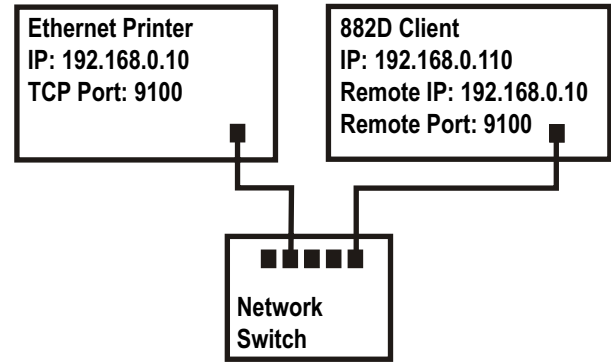 Ethernet Printer
IP: 192.168.0.10
TCP Port: 9100
882D Client
IP: 192.168.0.110
Remote IP: 192.168.0.10
Remote Port: 9100
Network
Switch